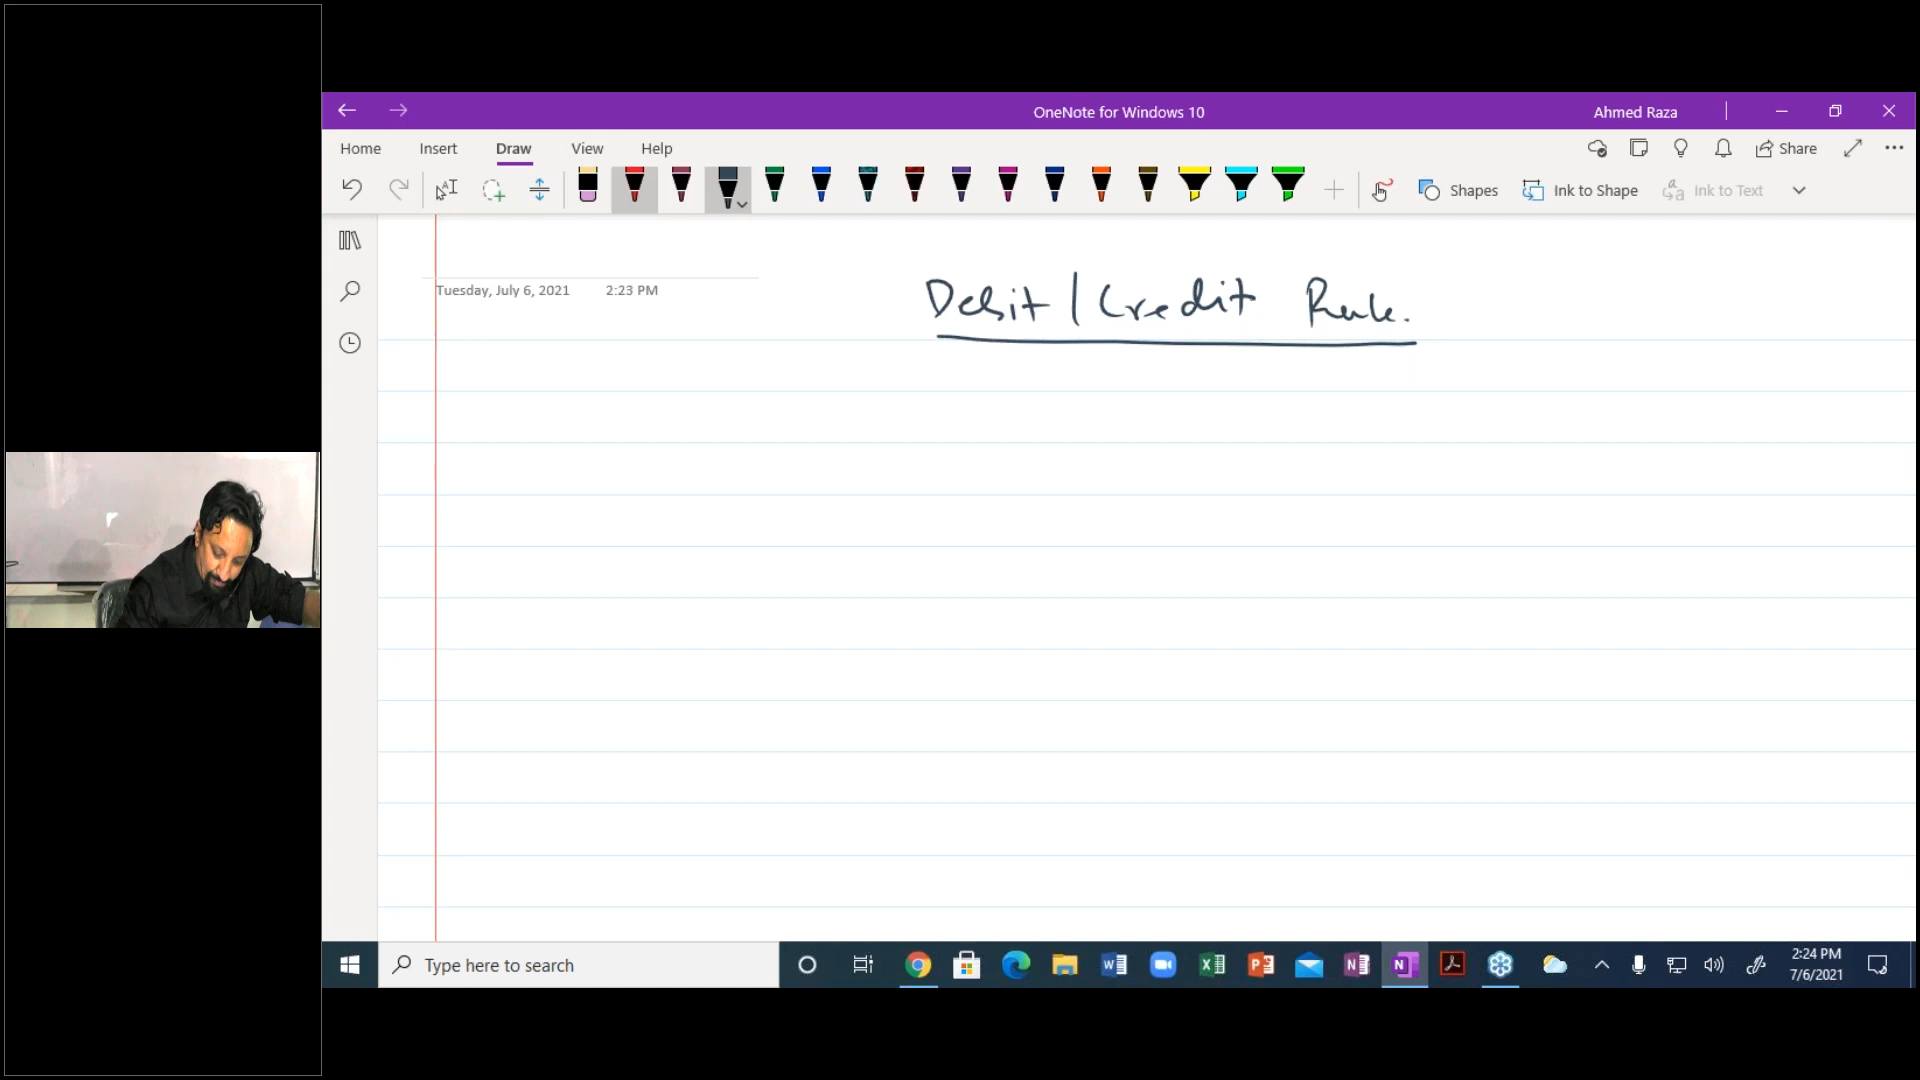 OneNote for Windows 10 Ahmed Raza
Home Insert Draw View Help Share
Shapes Ink to Shape Ink to Text
Tuesday, July 6, 2021 2:23 PM
Debit | Credit Rule.
Type here to search
2:24 PM
7/6/2021